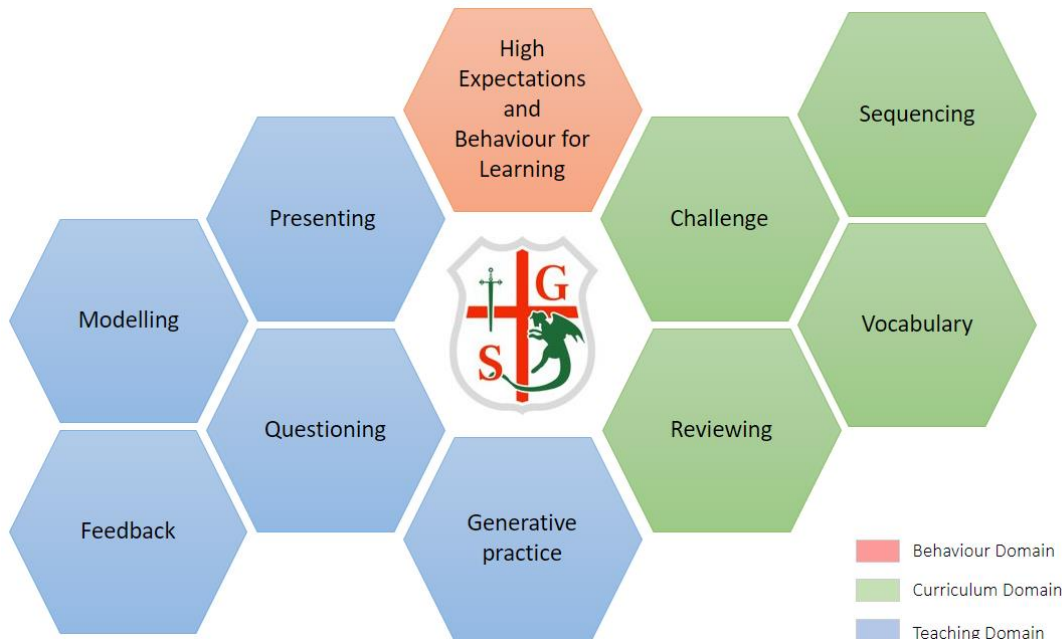 High
Expectations
and
Behaviour for
Learning
Sequencing
Presenting
Challenge
Modelling
G
S
Vocabulary
Questioning
Reviewing
Feedback
Generative
practice
Behaviour Domain
Curriculum Domain
Teaching Domain